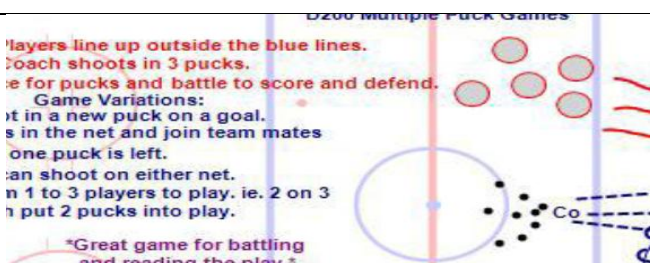 D200 Multiple Puck Games
Players line up outside the blue lines.
Coach shoots in 3 pucks.
e for pucks and battle to score and defend.
Game Variations:
ot in a new puck on a goal.
s in the net and join team mates
one puck is left.
can shoot on either net.
m 1 to 3 players to play. ie. 2 on 3
n put 2 pucks into play.
Co
*Great game for battling
and reading the play.*